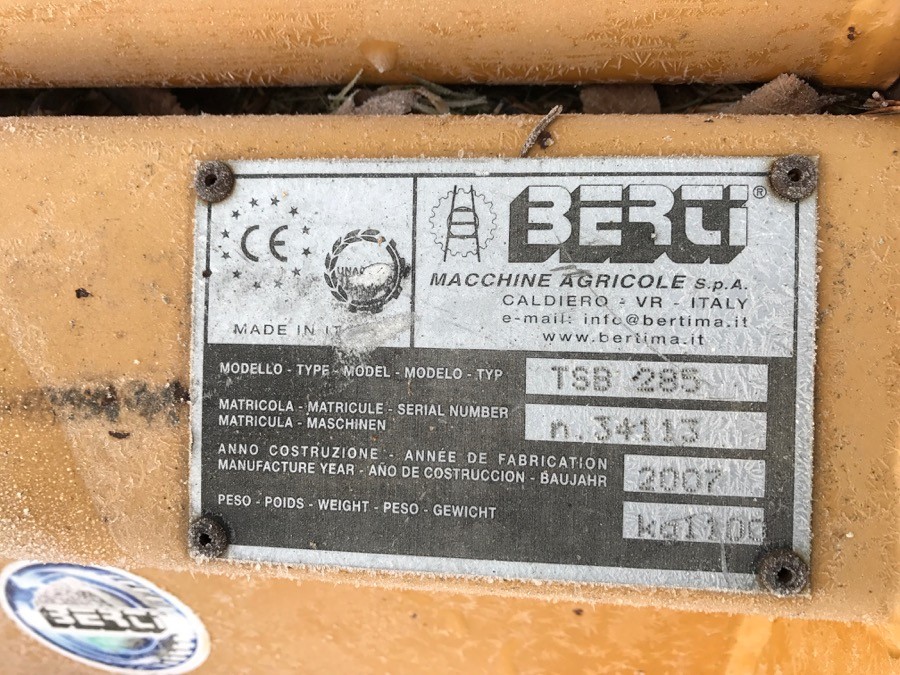 CE
UNA
MADE IN IT
BERTI®
MACCHINE AGRICOLE S.p.A.
CALDIERO - VR - ITALY
e-mail: info@bertima.it
www.bertima.it
MODELLO - TYPE - MODEL - MODELO - TYP TSB 285
MATRICOLA - MATRICULE - SERIAL NUMBER
MATRICULA - MASCHINEN n.34113
ANNO COSTRUZIONE - ANNÉE DE FABRICATION
MANUFACTURE YEAR - AÑO DE COSTRUCCION - BAUJAHR 2007
PESO - POIDS - WEIGHT - PESO - GEWICHT kg1100
BERTI